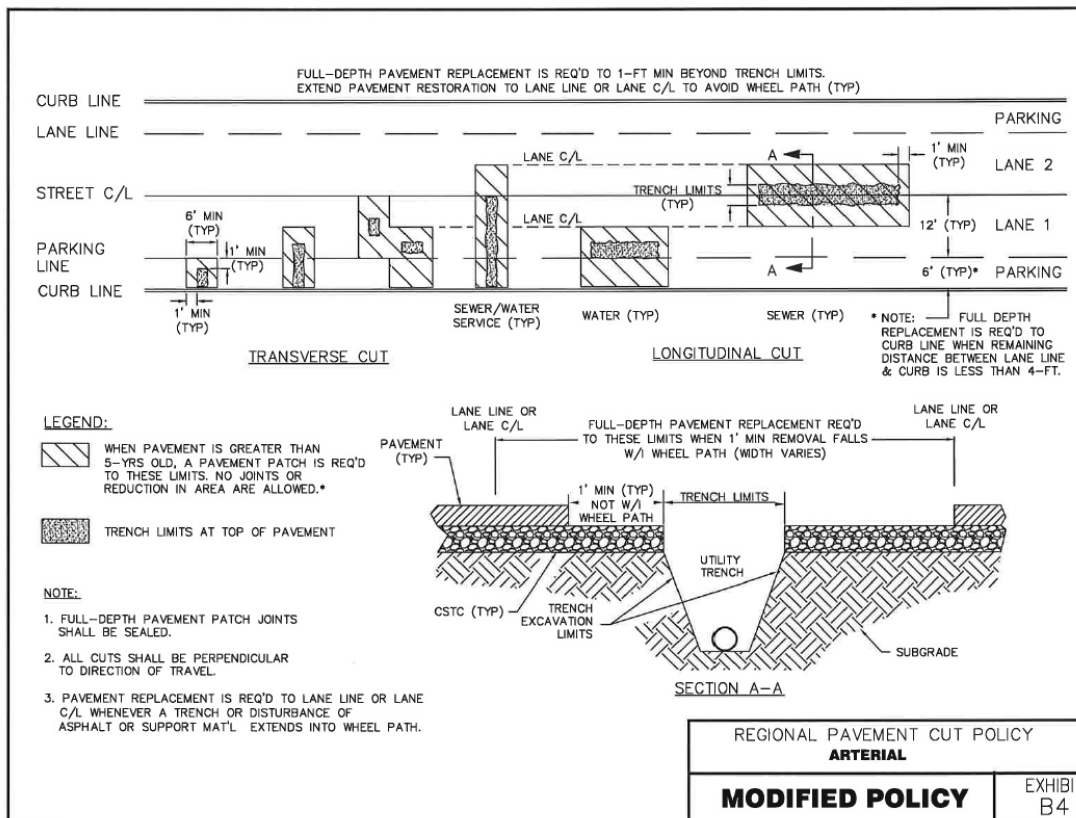 FULL-DEPTH PAVEMENT REPLACEMENT IS REQ'D TO 1-FT MIN BEYOND TRENCH LIMITS.
EXTEND PAVEMENT RESTORATION TO LANE LINE OR LANE C/L TO AVOID WHEEL PATH (TYP)
CURB LINE
PARKING
LANE LINE
LANE C/L
A
1' MIN
(TYP)
LANE 2
TRENCH LIMITS
(TYP)
STREET C/L
6' MIN
(TYP)
1' MIN
(TYP)
LANE C/L
12'
(TYP)
LANE 1
PARKING
LINE
A
6' (TYP)*
PARKING
CURB LINE
1' MIN
(TYP)
SEWER/WATER
SERVICE (TYP)
WATER (TYP)
SEWER (TYP)
* NOTE: FULL DEPTH
REPLACEMENT IS REQ'D TO
CURB LINE WHEN REMAINING
DISTANCE BETWEEN LANE LINE
& CURB IS LESS THAN 4-FT.
TRANSVERSE CUT
LONGITUDINAL CUT
LEGEND:
WHEN PAVEMENT IS GREATER THAN
5-YRS OLD, A PAVEMENT PATCH IS REQ'D
TO THESE LIMITS. NO JOINTS OR
REDUCTION IN AREA ARE ALLOWED.*
TRENCH LIMITS AT TOP OF PAVEMENT
NOTE:
1. FULL-DEPTH PAVEMENT PATCH JOINTS
SHALL BE SEALED.
2. ALL CUTS SHALL BE PERPENDICULAR
TO DIRECTION OF TRAVEL.
3. PAVEMENT REPLACEMENT IS REQ'D TO LANE LINE OR LANE
C/L WHENEVER A TRENCH OR DISTURBANCE OF
ASPHALT OR SUPPORT MAT'L EXTENDS INTO WHEEL PATH.
LANE LINE OR
LANE C/L
FULL-DEPTH PAVEMENT REPLACEMENT REQ'D
TO THESE LIMITS WHEN 1' MIN REMOVAL FALLS
W/I WHEEL PATH (WIDTH VARIES)
LANE LINE OR
LANE C/L
PAVEMENT
(TYP)
1' MIN (TYP)
NOT W/I
WHEEL PATH
TRENCH LIMITS
UTILITY
TRENCH
CSTC (TYP)
TRENCH
EXCAVATION
LIMITS
SUBGRADE
SECTION A-A
REGIONAL PAVEMENT CUT POLICY
ARTERIAL
MODIFIED POLICY
EXHIBI
B4